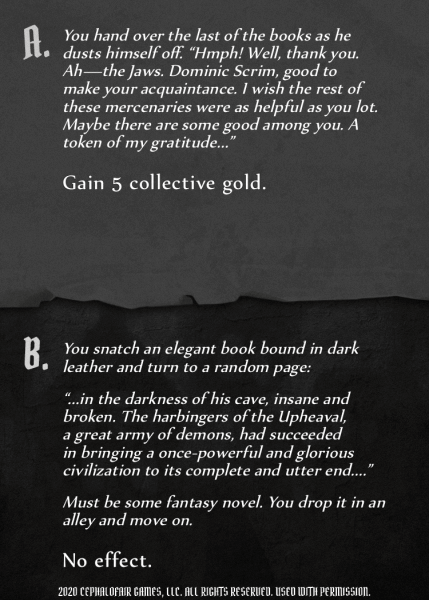 A.
You hand over the last of the books as he
dusts himself off. “Hmph! Well, thank you.
Ah—the Jaws. Dominic Scrim, good to
make your acquaintance. I wish the rest of
these mercenaries were as helpful as you lot.
Maybe there are some good among you. A
token of my gratitude...”
Gain 5 collective gold.
B.
You snatch an elegant book bound in dark
leather and turn to a random page:
“...in the darkness of his cave, insane and
broken. The harbingers of the Upheaval,
a great army of demons, had succeeded
in bringing a once-powerful and glorious
civilization to its complete and utter end....”
Must be some fantasy novel. You drop it in an
alley and move on.
No effect.
2020 CEPHALOFAIR GAMES, LLC. ALL RIGHTS RESERVED. USED WITH PERMISSION.